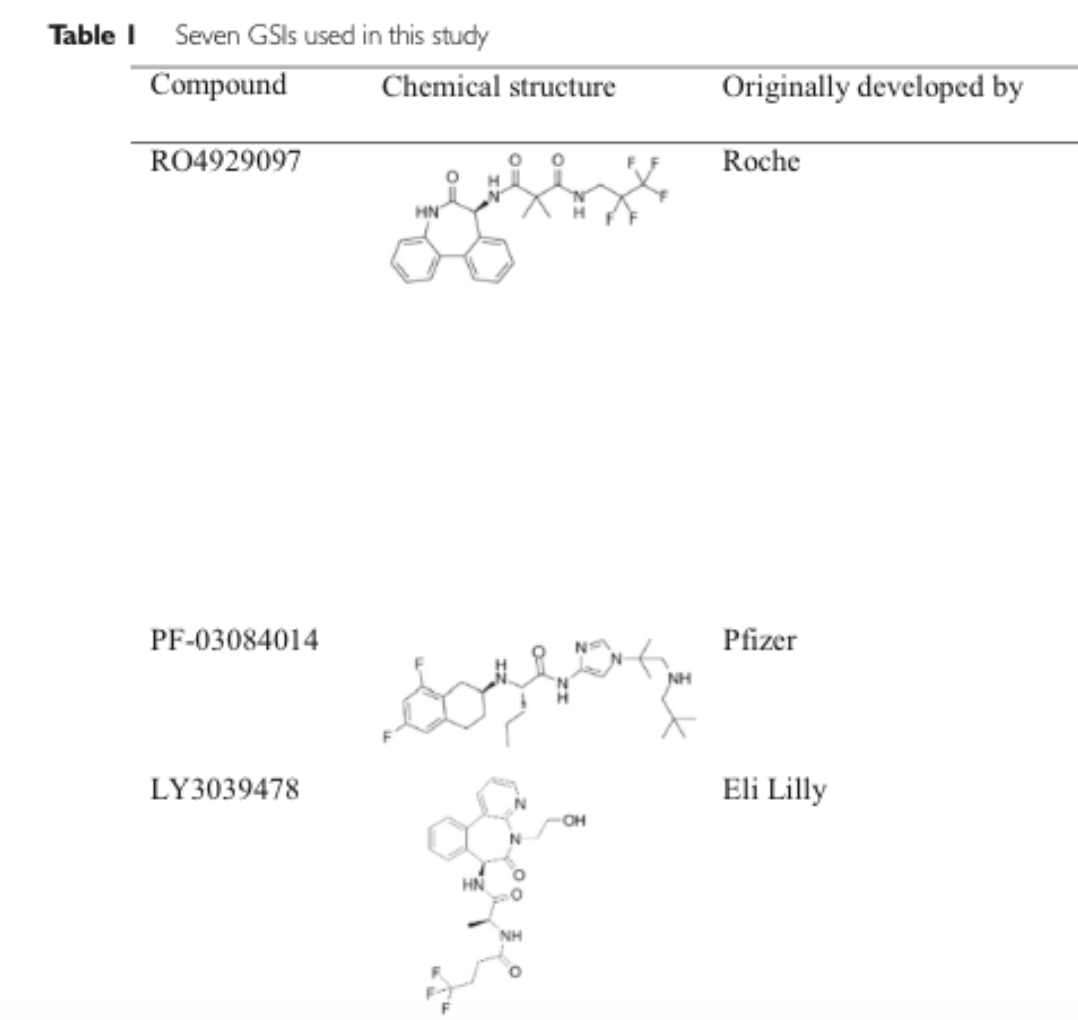 Table 1 Seven GSIs used in this study
Compound Chemical structure Originally developed by
RO4929097 Roche
O
H
N
O
O
HN
N
H
F
F
F
F
F
PF-03084014 Pfizer
F
F
H
N
O
N
H
N
N
NH
LY3039478 Eli Lilly
N
N
OH
O
HN
O
NH
O
F
F
F